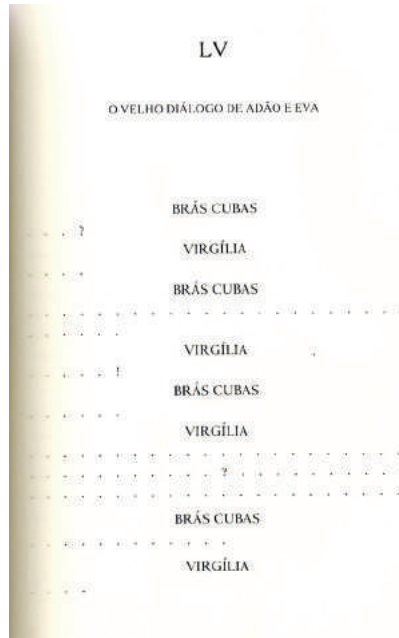 LV
O VELHO DIÁLOGO DE ADÃO E EVA
BRÁS CUBAS
. . . . ?
VIRGÍLIA
. . . . .
BRÁS CUBAS
. . . . . . . . . . . . . . . . . . . . .
. . . . . .
VIRGÍLIA
. . . . . !
BRÁS CUBAS
. . . . . .
VIRGÍLIA
. . . . . . . . . . . . . . . . . . . . .
. . . . . . . . . . . ? . . . . . . . . .
. . . . . . . . . . . . . . . . . . . . .
BRÁS CUBAS
. . . . . . . . . . . .
VIRGÍLIA
. . . . .